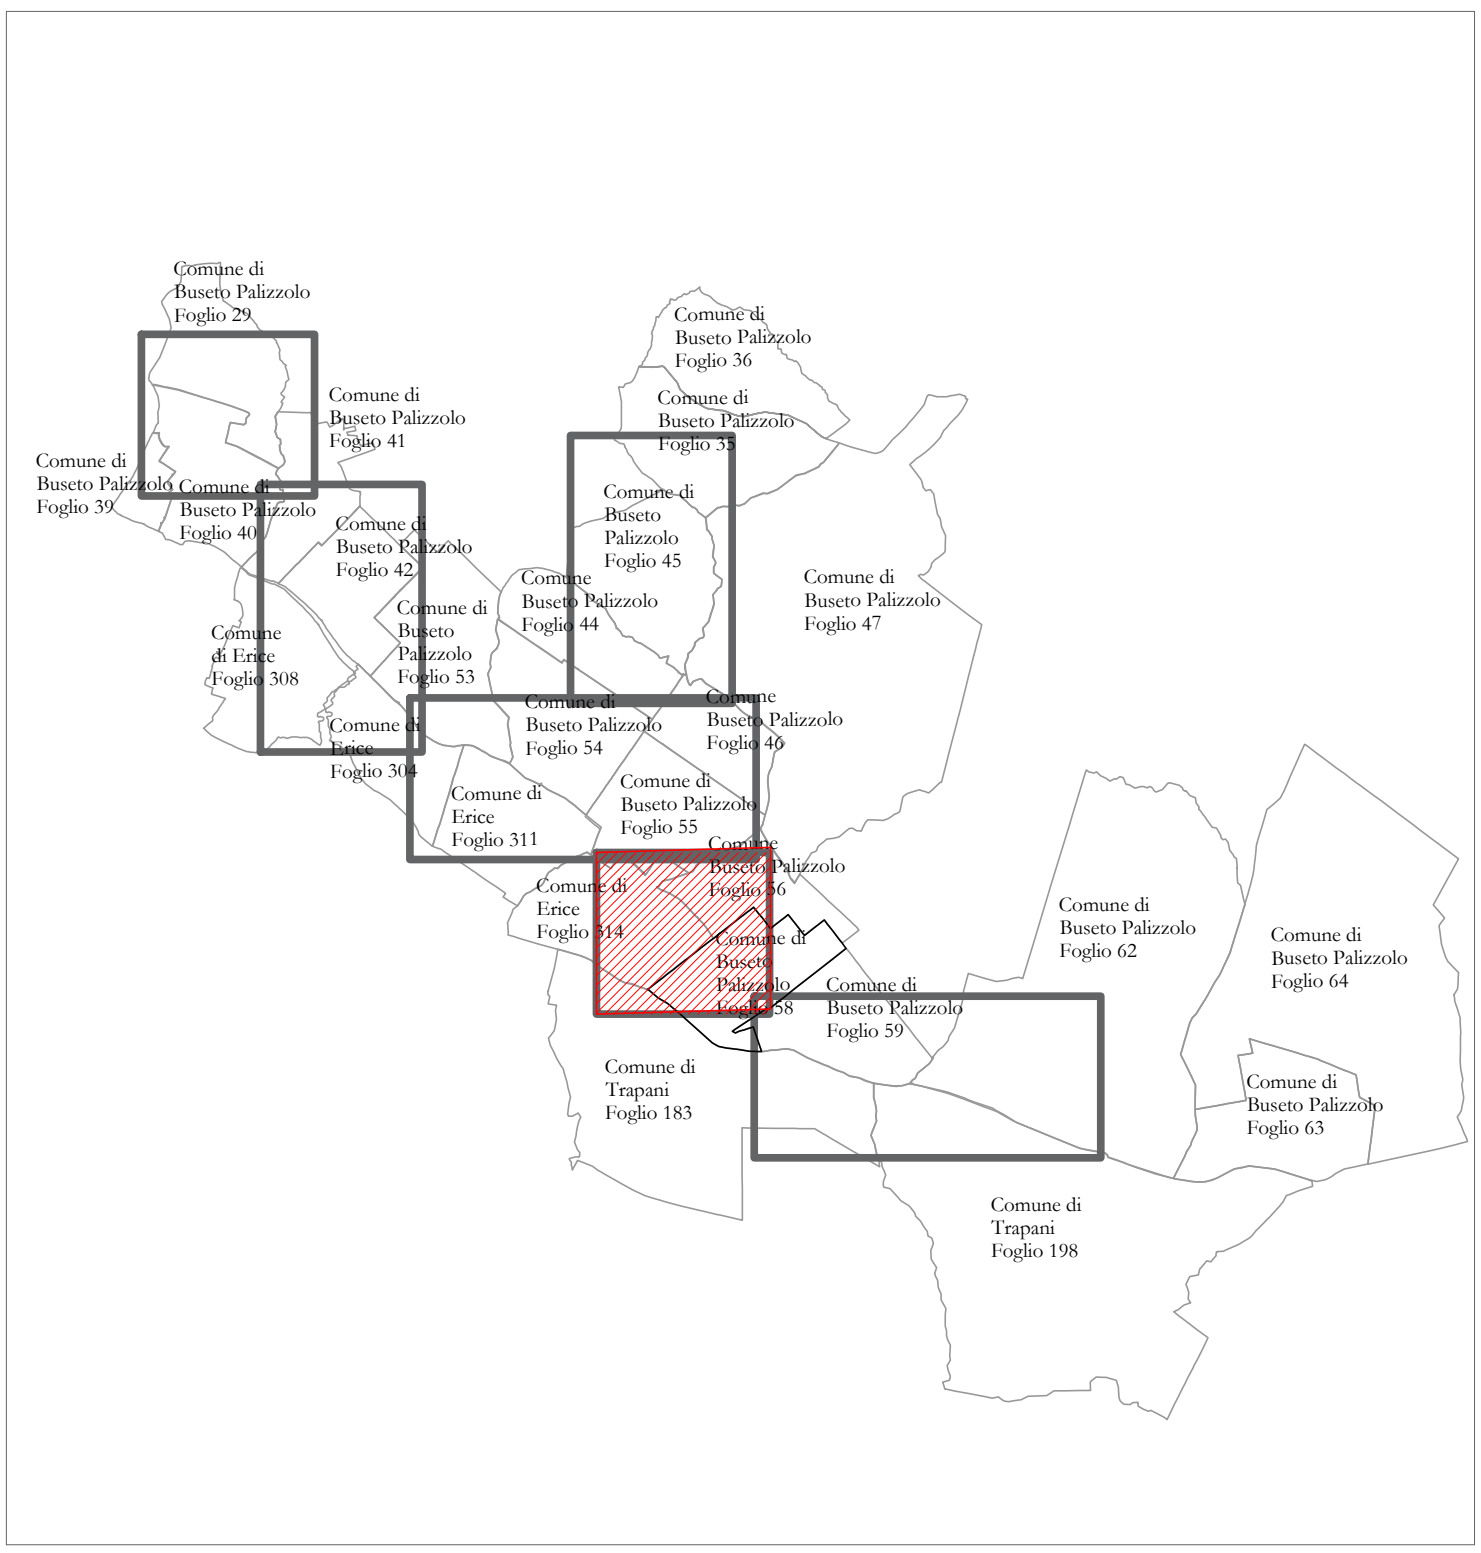 Comune di
Buseto Palizzolo
Foglio 29
Comune di
Buseto Palizzolo
Foglio 36
Comune di
Buseto Palizzolo
Foglio 41
Comune di
Buseto Palizzolo
Foglio 35
Comune di
Buseto Palizzolo
Foglio 39
Comune di
Buseto Palizzolo
Foglio 40
Comune di
Buseto
Palizzolo
Foglio 45
Comune di
Buseto Palizzolo
Foglio 42
Comune
Buseto Palizzolo
Foglio 44
Comune di
Buseto Palizzolo
Foglio 47
Comune di
Buseto
Palizzolo
Foglio 53
Comune
di Erice
Foglio 308
Comune di
Buseto Palizzolo
Foglio 54
Comune
Buseto Palizzolo
Foglio 46
Comune di
Erice
Foglio 304
Comune di
Buseto Palizzolo
Foglio 55
Comune di
Erice
Foglio 311
Comune
Buseto Palizzolo
Foglio 56
Comune di
Erice
Foglio 314
Comune di
Buseto Palizzolo
Foglio 62
Comune di
Buseto Palizzolo
Foglio 64
Comune di
Buseto
Palizzolo
Foglio 58
Comune di
Buseto Palizzolo
Foglio 59
Comune di
Trapani
Foglio 183
Comune di
Buseto Palizzolo
Foglio 63
Comune di
Trapani
Foglio 198